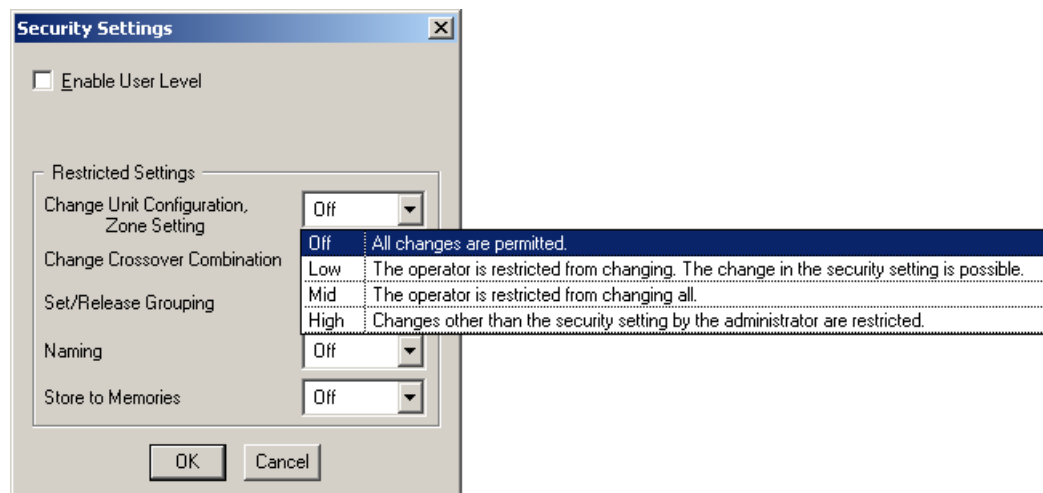 Security Settings
Enable User Level
Restricted Settings
Change Unit Configuration,
Zone Setting
Off
Off All changes are permitted.
Low The operator is restricted from changing. The change in the security setting is possible.
Mid The operator is restricted from changing all.
High Changes other than the security setting by the administrator are restricted.
Change Crossover Combination
Set/Release Grouping
Naming Off
Store to Memories Off
OK Cancel